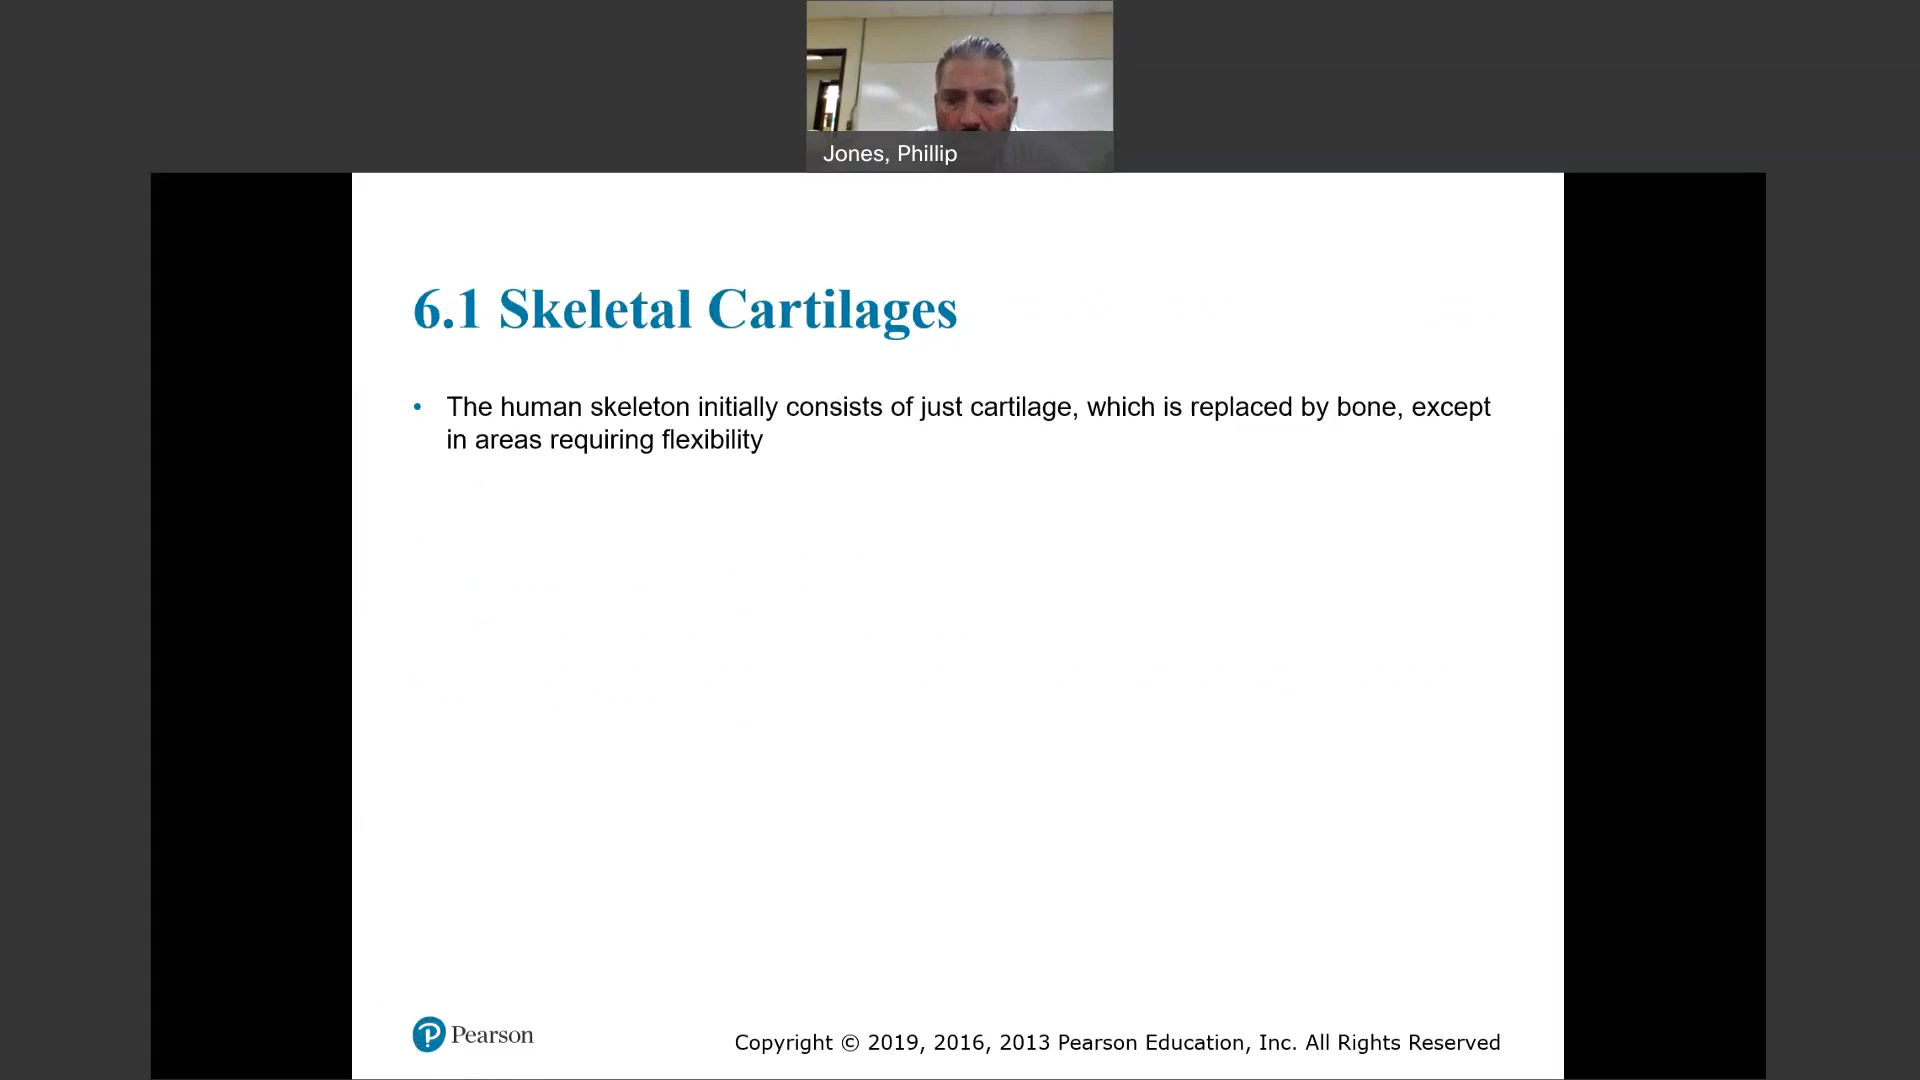 Jones, Phillip
6.1 Skeletal Cartilages
• The human skeleton initially consists of just cartilage, which is replaced by bone, except
in areas requiring flexibility
Pearson
Copyright © 2019, 2016, 2013 Pearson Education, Inc. All Rights Reserved